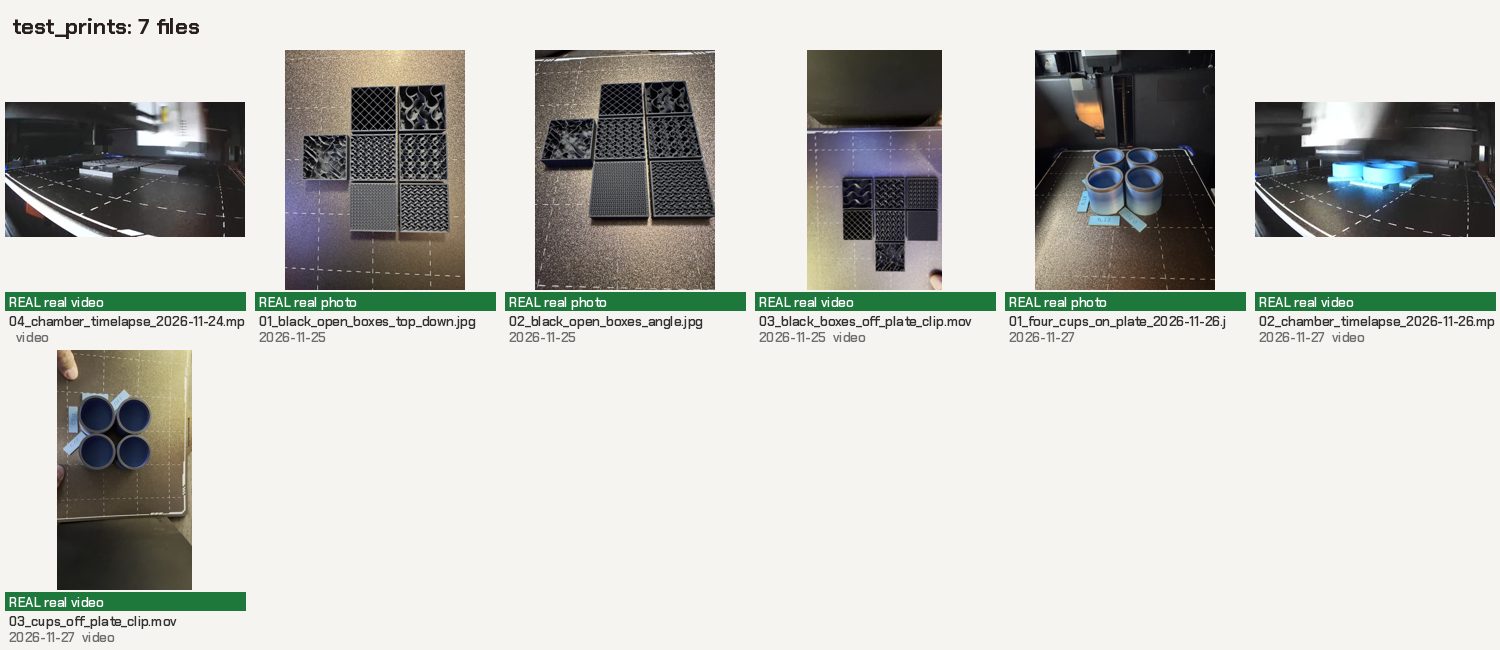 test_prints: 7 files
REAL real video
04_chamber_timelapse_2026-11-24.mp
video
REAL real photo
01_black_open_boxes_top_down.jpg
2026-11-25
REAL real photo
02_black_open_boxes_angle.jpg
2026-11-25
REAL real video
03_black_boxes_off_plate_clip.mov
2026-11-25 video
REAL real photo
01_four_cups_on_plate_2026-11-26.j
2026-11-27
REAL real video
02_chamber_timelapse_2026-11-26.mp
2026-11-27 video
REAL real video
03_cups_off_plate_clip.mov
2026-11-27 video